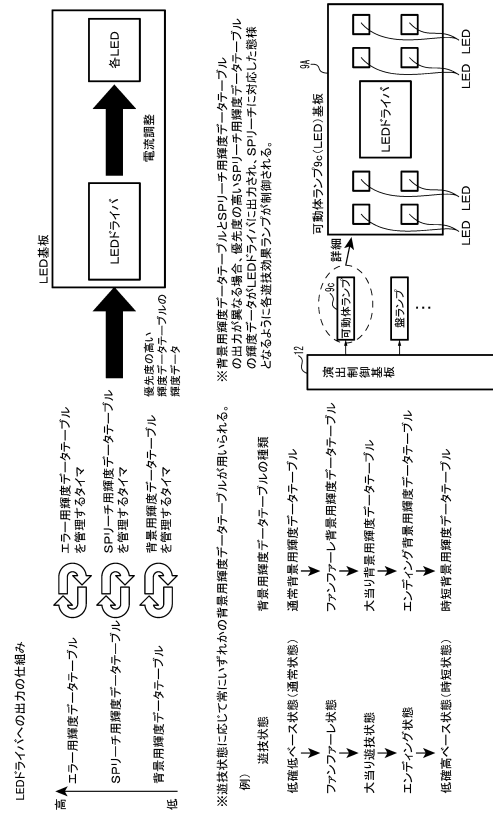 LEDドライバへの出力の仕組み
高
低
エラー用輝度データテーブル
SPリーチ用輝度データテーブル
背景用輝度データテーブル
エラー用輝度データテーブル
を管理するタイマ
SPリーチ用輝度データテーブル
を管理するタイマ
背景用輝度データテーブル
を管理するタイマ
優先度の高い
輝度データテーブルの
輝度データ
LED基板
LEDドライバ
電流調整
各LED
※遊技状態に応じて常にいずれかの背景用輝度データテーブルが用いられる。
例)
遊技状態
低確低ベース状態(通常状態)
ファンファーレ状態
大当り遊技状態
エンディング状態
低確高ベース状態(時短状態)
背景用輝度データテーブルの種類
通常背景用輝度データテーブル
ファンファーレ背景用輝度データテーブル
大当り背景用輝度データテーブル
エンディング背景用輝度データテーブル
時短背景用輝度データテーブル
※背景用輝度データテーブルとSPリーチ用輝度データテーブル
の出力が異なる場合、優先度の高いSPリーチ用輝度データテーブル
の輝度データがLEDドライバに出力され、SPリーチに対応した態様
となるように各遊技効果ランプが制御される。
12
演出制御基板
9c
可動体ランプ
盤ランプ
詳細
可動体ランプ9c(LED)基板
9A
LEDドライバ
LED
LED
LED
LED